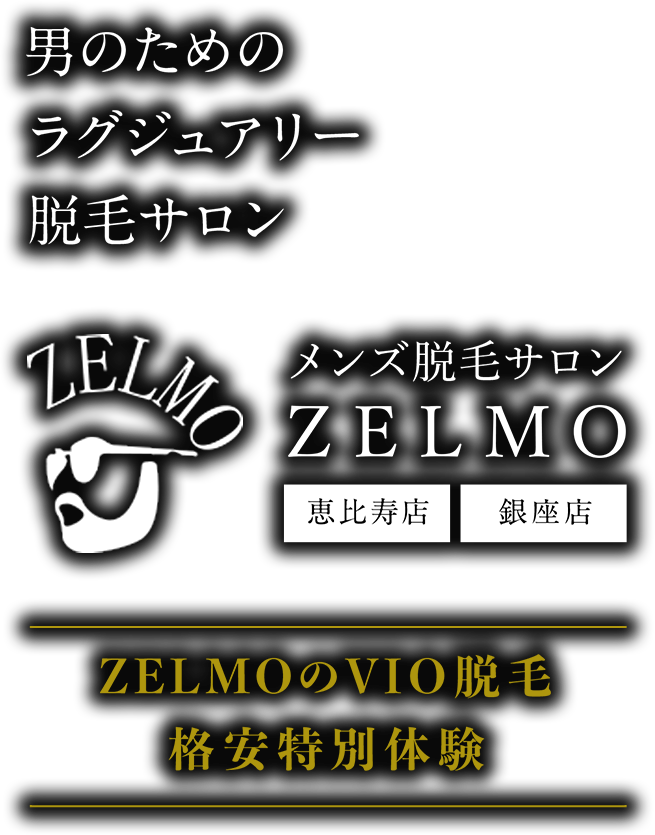 男のための
ラグジュアリー
脱毛サロン
ZELMO
メンズ脱毛サロン
ZELMO
恵比寿店 銀座店
ZELMOのVIO脱毛
格安特別体験